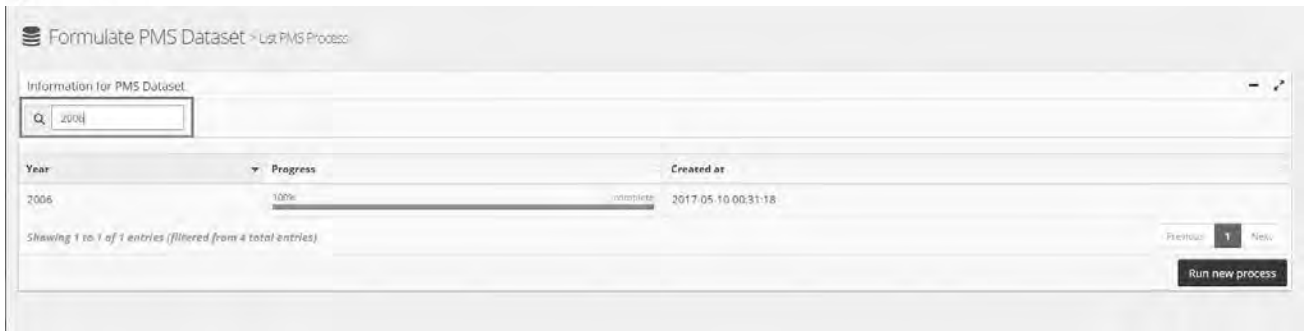 Formulate PMS Dataset > List PMS Process
Information for PMS Dataset
2006
Year Progress Created at
2006 100% complete 2017-05-10 00:31:18
Showing 1 to 1 of 1 entries (filtered from 4 total entries)
Previous 1 Next
Run new process